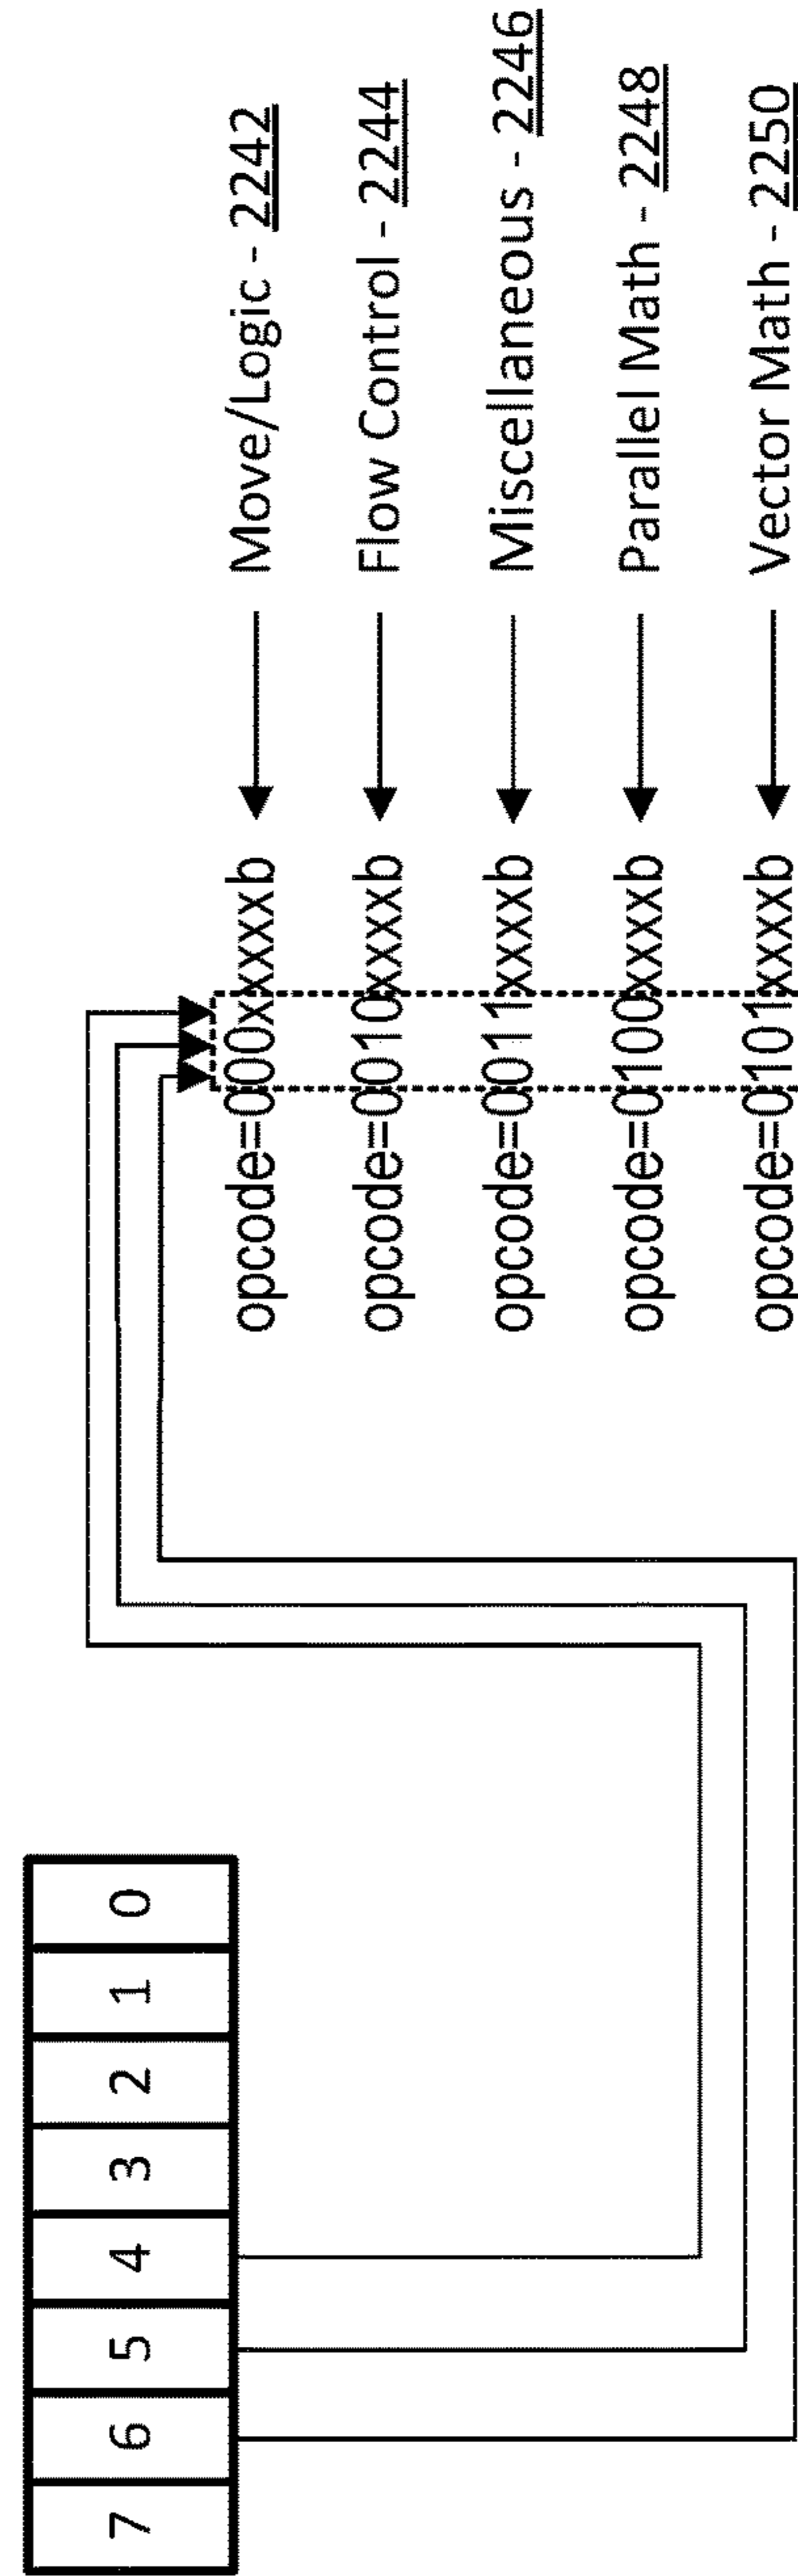 7 6 5 4 3 2 1 0
opcode=000xxxxxb Move/Logic - 2242
opcode=0010xxxxb Flow Control - 2244
opcode=0011xxxxb Miscellaneous - 2246
opcode=0100xxxxb Parallel Math - 2248
opcode=0101xxxxb Vector Math - 2250